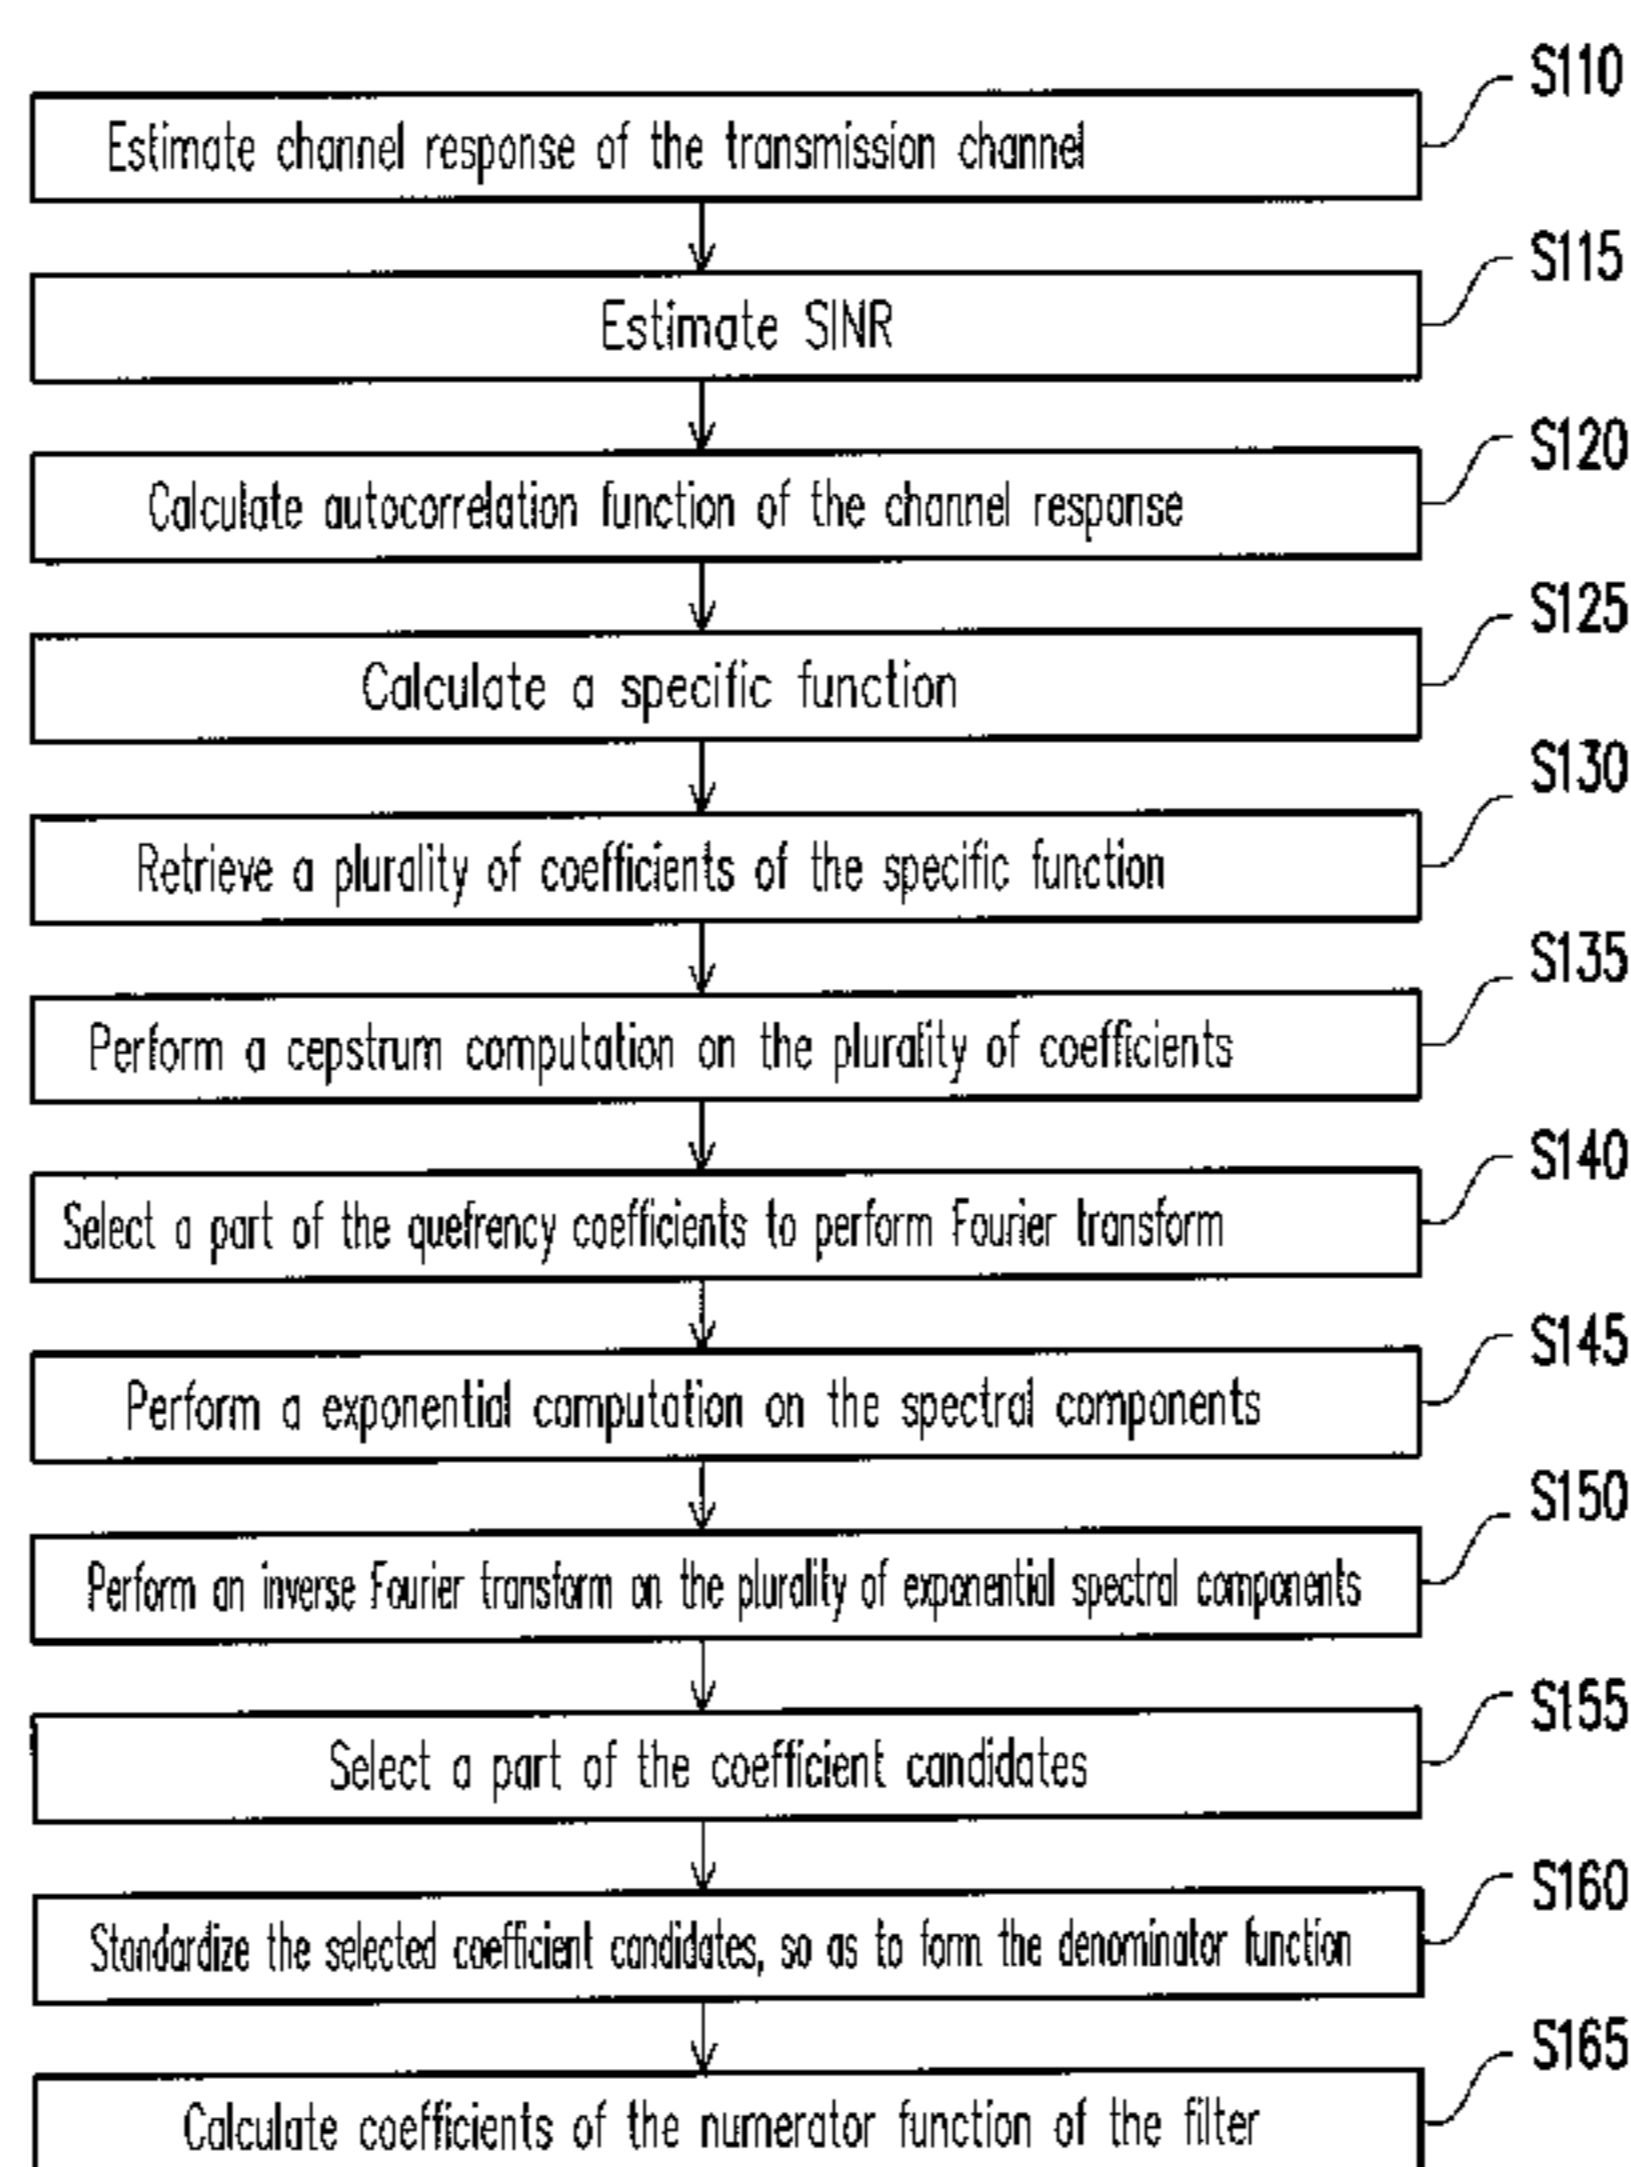 S110
Estimate channel response of the transmission channel
S115
Estimate SINR
S120
Calculate autocorrelation function of the channel response
S125
Calculate a specific function
S130
Retrieve a plurality of coefficients of the specific function
S135
Perform a cepstrum computation on the plurality of coefficients
S140
Select a part of the quefrency coefficients to perform Fourier transform
S145
Perform a exponential computation on the spectral components
S150
Perform an inverse Fourier transform on the plurality of exponential spectral components
S155
Select a part of the coefficient candidates
S160
Standardize the selected coefficient candidates, so as to form the denominator function
S165
Calculate coefficients of the numerator function of the filter